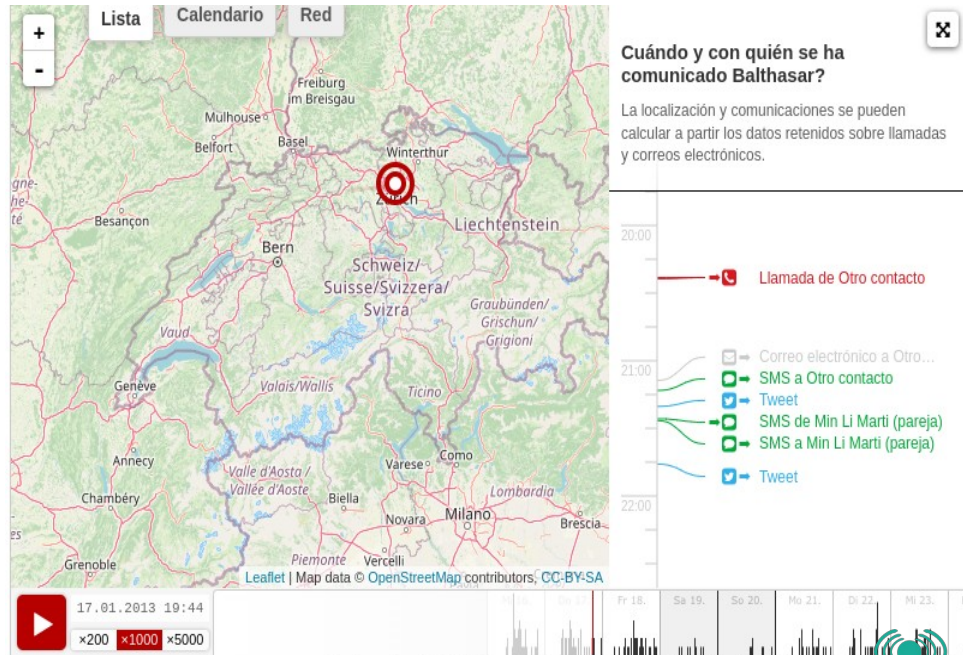 +
-
Lista
Calendario
Red
Cuándo y con quién se ha
comunicado Balthasar?
La localización y comunicaciones se pueden
calcular a partir los datos retenidos sobre llamadas
y correos electrónicos.
20:00
Llamada de Otro contacto
21:00
Correo electrónico a Otro...
SMS a Otro contacto
Tweet
SMS de Min Li Marti (pareja)
SMS a Min Li Marti (pareja)
Tweet
22:00
Freiburg
im Breisgau
Mulhouse
Belfort
Basel
Winterthur
Zürich
gne-
he-
té
Besançon
Liechtenstein
Bern
Schweiz/
Suisse/Svizzera/
Svizra
Graubünden/
Grischun/
Grigioni
Vaud
Genève
Valais/Wallis
Ticino
Annecy
Chambéry
Valle d'Aosta /
Vallée d'Aoste
Varese
Como
Lombardia
Biella
Novara
Milano
Brescia
es
Grenoble
Piemonte
Vercelli
Leaflet | Map data © OpenStreetMap contributors, CC-BY-SA
17.01.2013 19:44
×200
×1000
×5000
Fr 18.
Sa 19.
So 20.
Mo 21.
Di 22.
Mi 23.